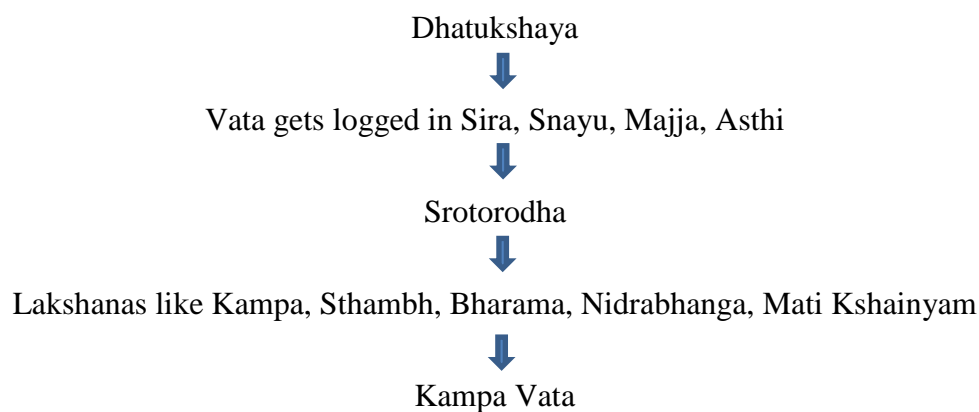 Dhatukshaya
Vata gets logged in Sira, Snayu, Majja, Asthi
Srotorodha
Lakshanas like Kampa, Sthambh, Bharama, Nidrabhanga, Mati Kshainyam
Kampa Vata